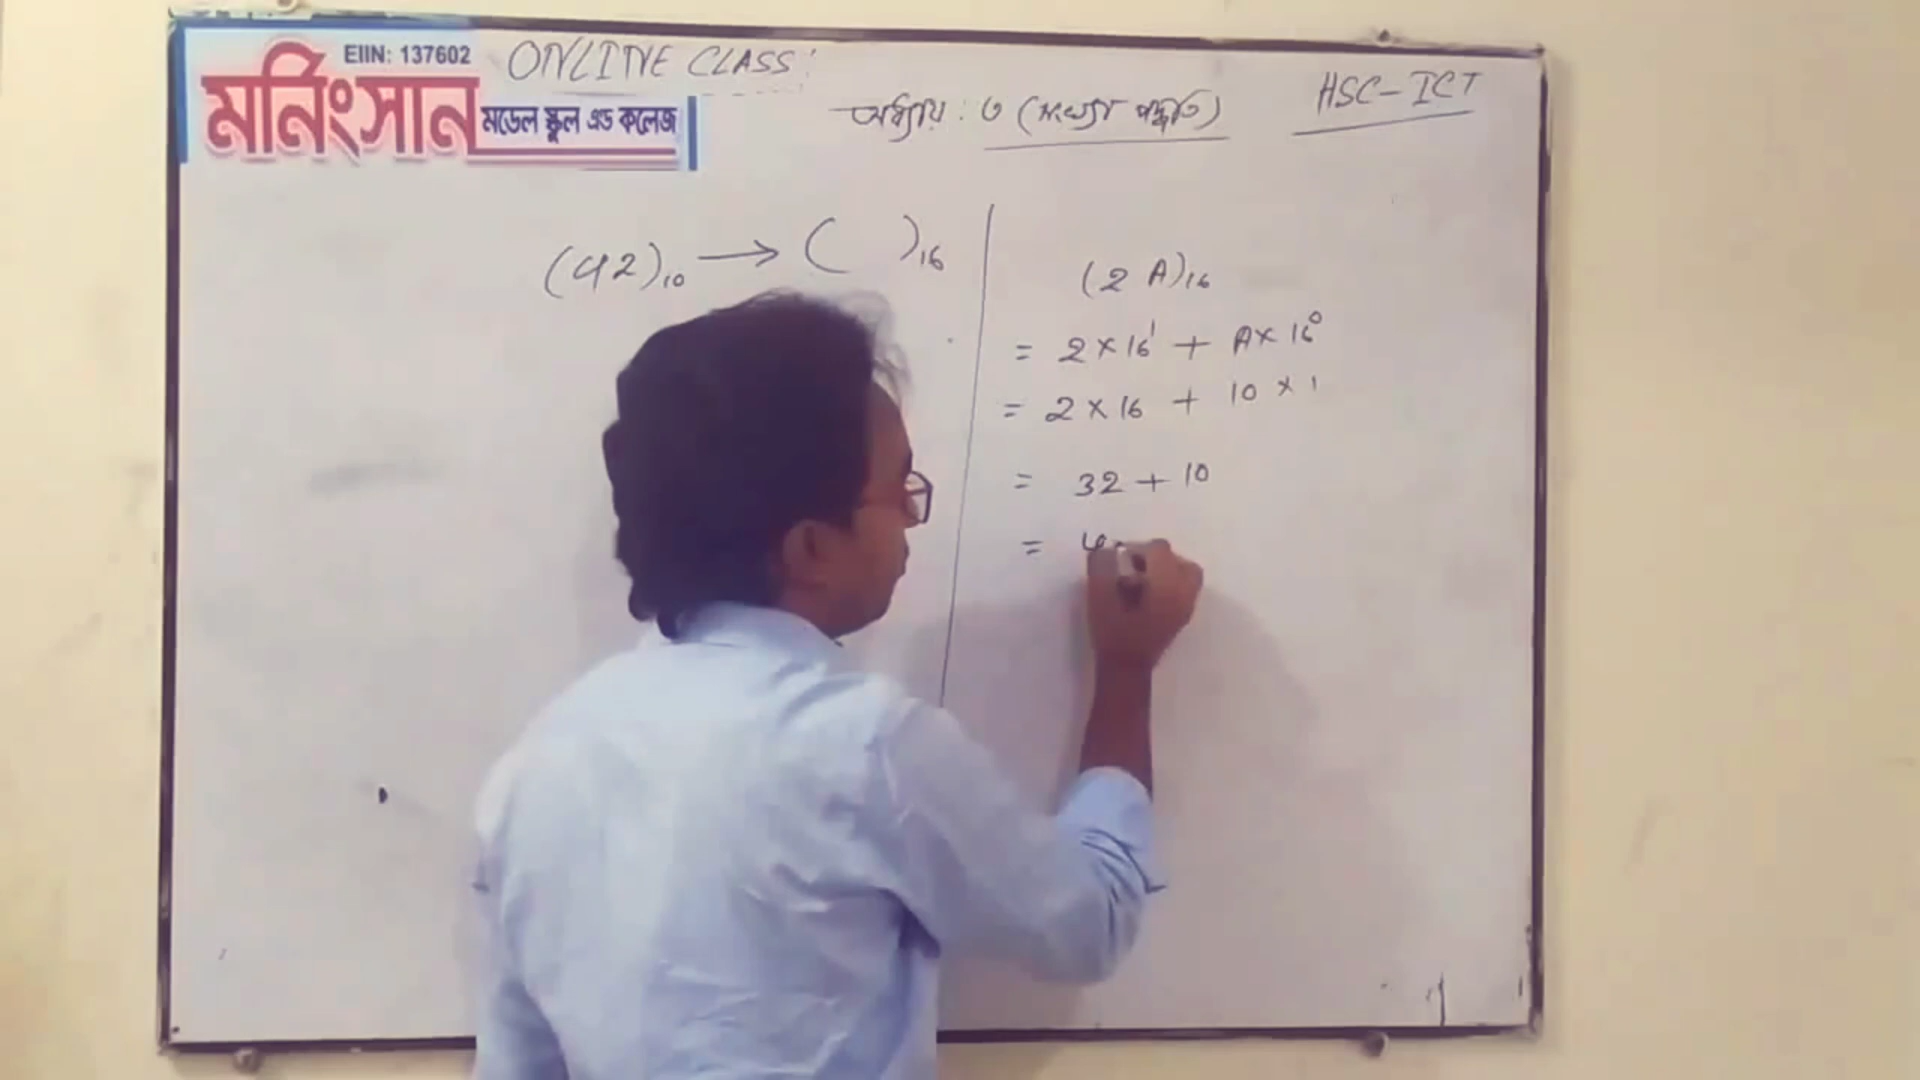 EIIN: 137602
মর্নিংসান মডেল স্কুল এন্ড কলেজ
ONLINE CLASS:
অধ্যায় : ৩ (সংখ্যা পদ্ধতি)
HSC-ICT
(42)₁₀ → ( )₁₆
(2 A)₁₆
= 2 × 16¹ + A × 16⁰
= 2 × 16 + 10 × 1
= 32 + 10
= 4